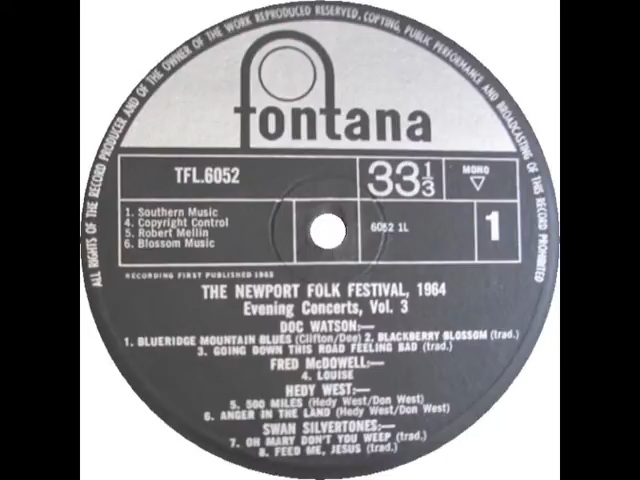 ALL RIGHTS OF THE RECORD PRODUCER AND OF THE OWNER OF THE WORK REPRODUCED RESERVED. COPYING, PUBLIC PERFORMANCE AND BROADCASTING OF THIS RECORD PROHIBITED
fontana
TFL.6052
33 1/3
MONO
1. Southern Music
4. Copyright Control
5. Robert Mellin
6. Blossom Music
6052 1L
1
RECORDING FIRST PUBLISHED 1965
THE NEWPORT FOLK FESTIVAL, 1964
Evening Concerts, Vol. 3
DOC WATSON:—
1. BLUERIDGE MOUNTAIN BLUES (Clifton/Dee) 2. BLACKBERRY BLOSSOM (trad.)
3. GOING DOWN THIS ROAD FEELING BAD (trad.)
FRED McDOWELL:—
4. LOUISE
HEDY WEST:—
5. 500 MILES (Hedy West/Don West)
6. ANGER IN THE LAND (Hedy West/Don West)
SWAN SILVERTONES:—
7. OH MARY DON'T YOU WEEP (trad.)
8. FEED ME, JESUS (trad.)